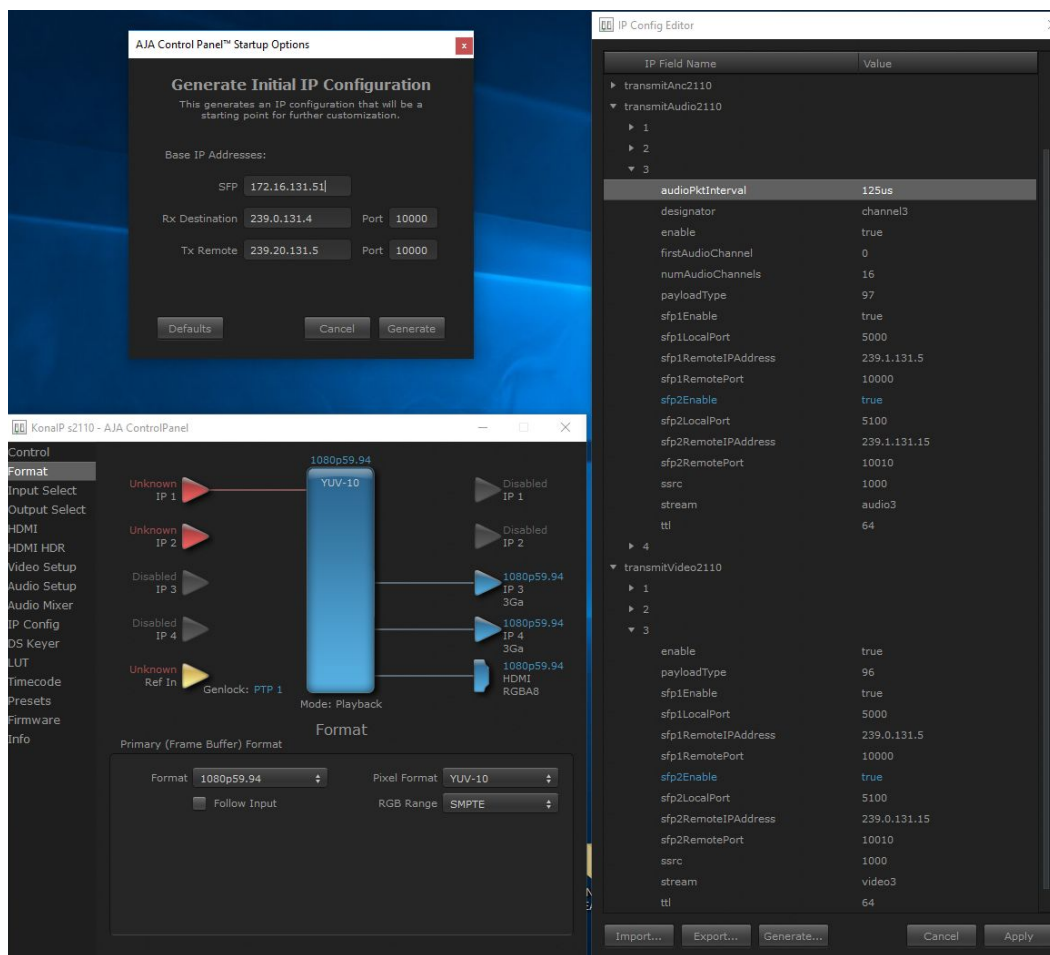 AJA Control Panel™ Startup Options
x
Generate Initial IP Configuration
This generates an IP configuration that will be a
starting point for further customization.
Base IP Addresses:
SFP 172.16.131.51
Rx Destination 239.0.131.4 Port 10000
Tx Remote 239.20.131.5 Port 10000
Defaults Cancel Generate
KonaIP s2110 - AJA ControlPanel
Control
Format
Input Select
Output Select
HDMI
HDMI HDR
Video Setup
Audio Setup
Audio Mixer
IP Config
DS Keyer
LUT
Timecode
Presets
Firmware
Info
1080p59.94
YUV-10
Unknown
IP 1
Unknown
IP 2
Disabled
IP 3
Disabled
IP 4
Unknown
Ref In
Genlock: PTP 1
Disabled
IP 1
Disabled
IP 2
1080p59.94
IP 3
3Ga
1080p59.94
IP 4
3Ga
1080p59.94
HDMI
RGBA8
Mode: Playback
Format
Primary (Frame Buffer) Format
Format 1080p59.94 Pixel Format YUV-10
Follow Input RGB Range SMPTE
IP Config Editor
IP Field Name Value
transmitAnc2110
transmitAudio2110
1
2
3
audioPktInterval 125us
designator channel3
enable true
firstAudioChannel 0
numAudioChannels 16
payloadType 97
sfp1Enable true
sfp1LocalPort 5000
sfp1RemoteIPAddress 239.1.131.5
sfp1RemotePort 10000
sfp2Enable true
sfp2LocalPort 5100
sfp2RemoteIPAddress 239.1.131.15
sfp2RemotePort 10010
ssrc 1000
stream audio3
ttl 64
4
transmitVideo2110
1
2
3
enable true
payloadType 96
sfp1Enable true
sfp1LocalPort 5000
sfp1RemoteIPAddress 239.0.131.5
sfp1RemotePort 10000
sfp2Enable true
sfp2LocalPort 5100
sfp2RemoteIPAddress 239.0.131.15
sfp2RemotePort 10010
ssrc 1000
stream video3
ttl 64
Import... Export... Generate... Cancel Apply